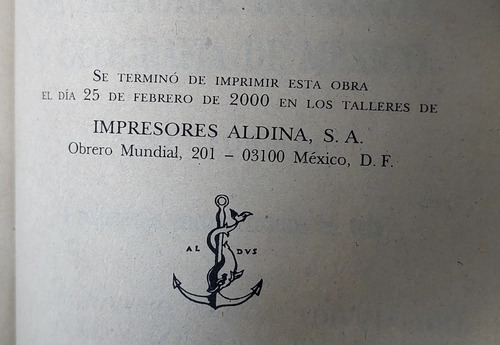 SE TERMINÓ DE IMPRIMIR ESTA OBRA
EL DÍA 25 DE FEBRERO DE 2000 EN LOS TALLERES DE
IMPRESORES ALDINA, S. A.
Obrero Mundial, 201 – 03100 México, D. F.
AL DVS